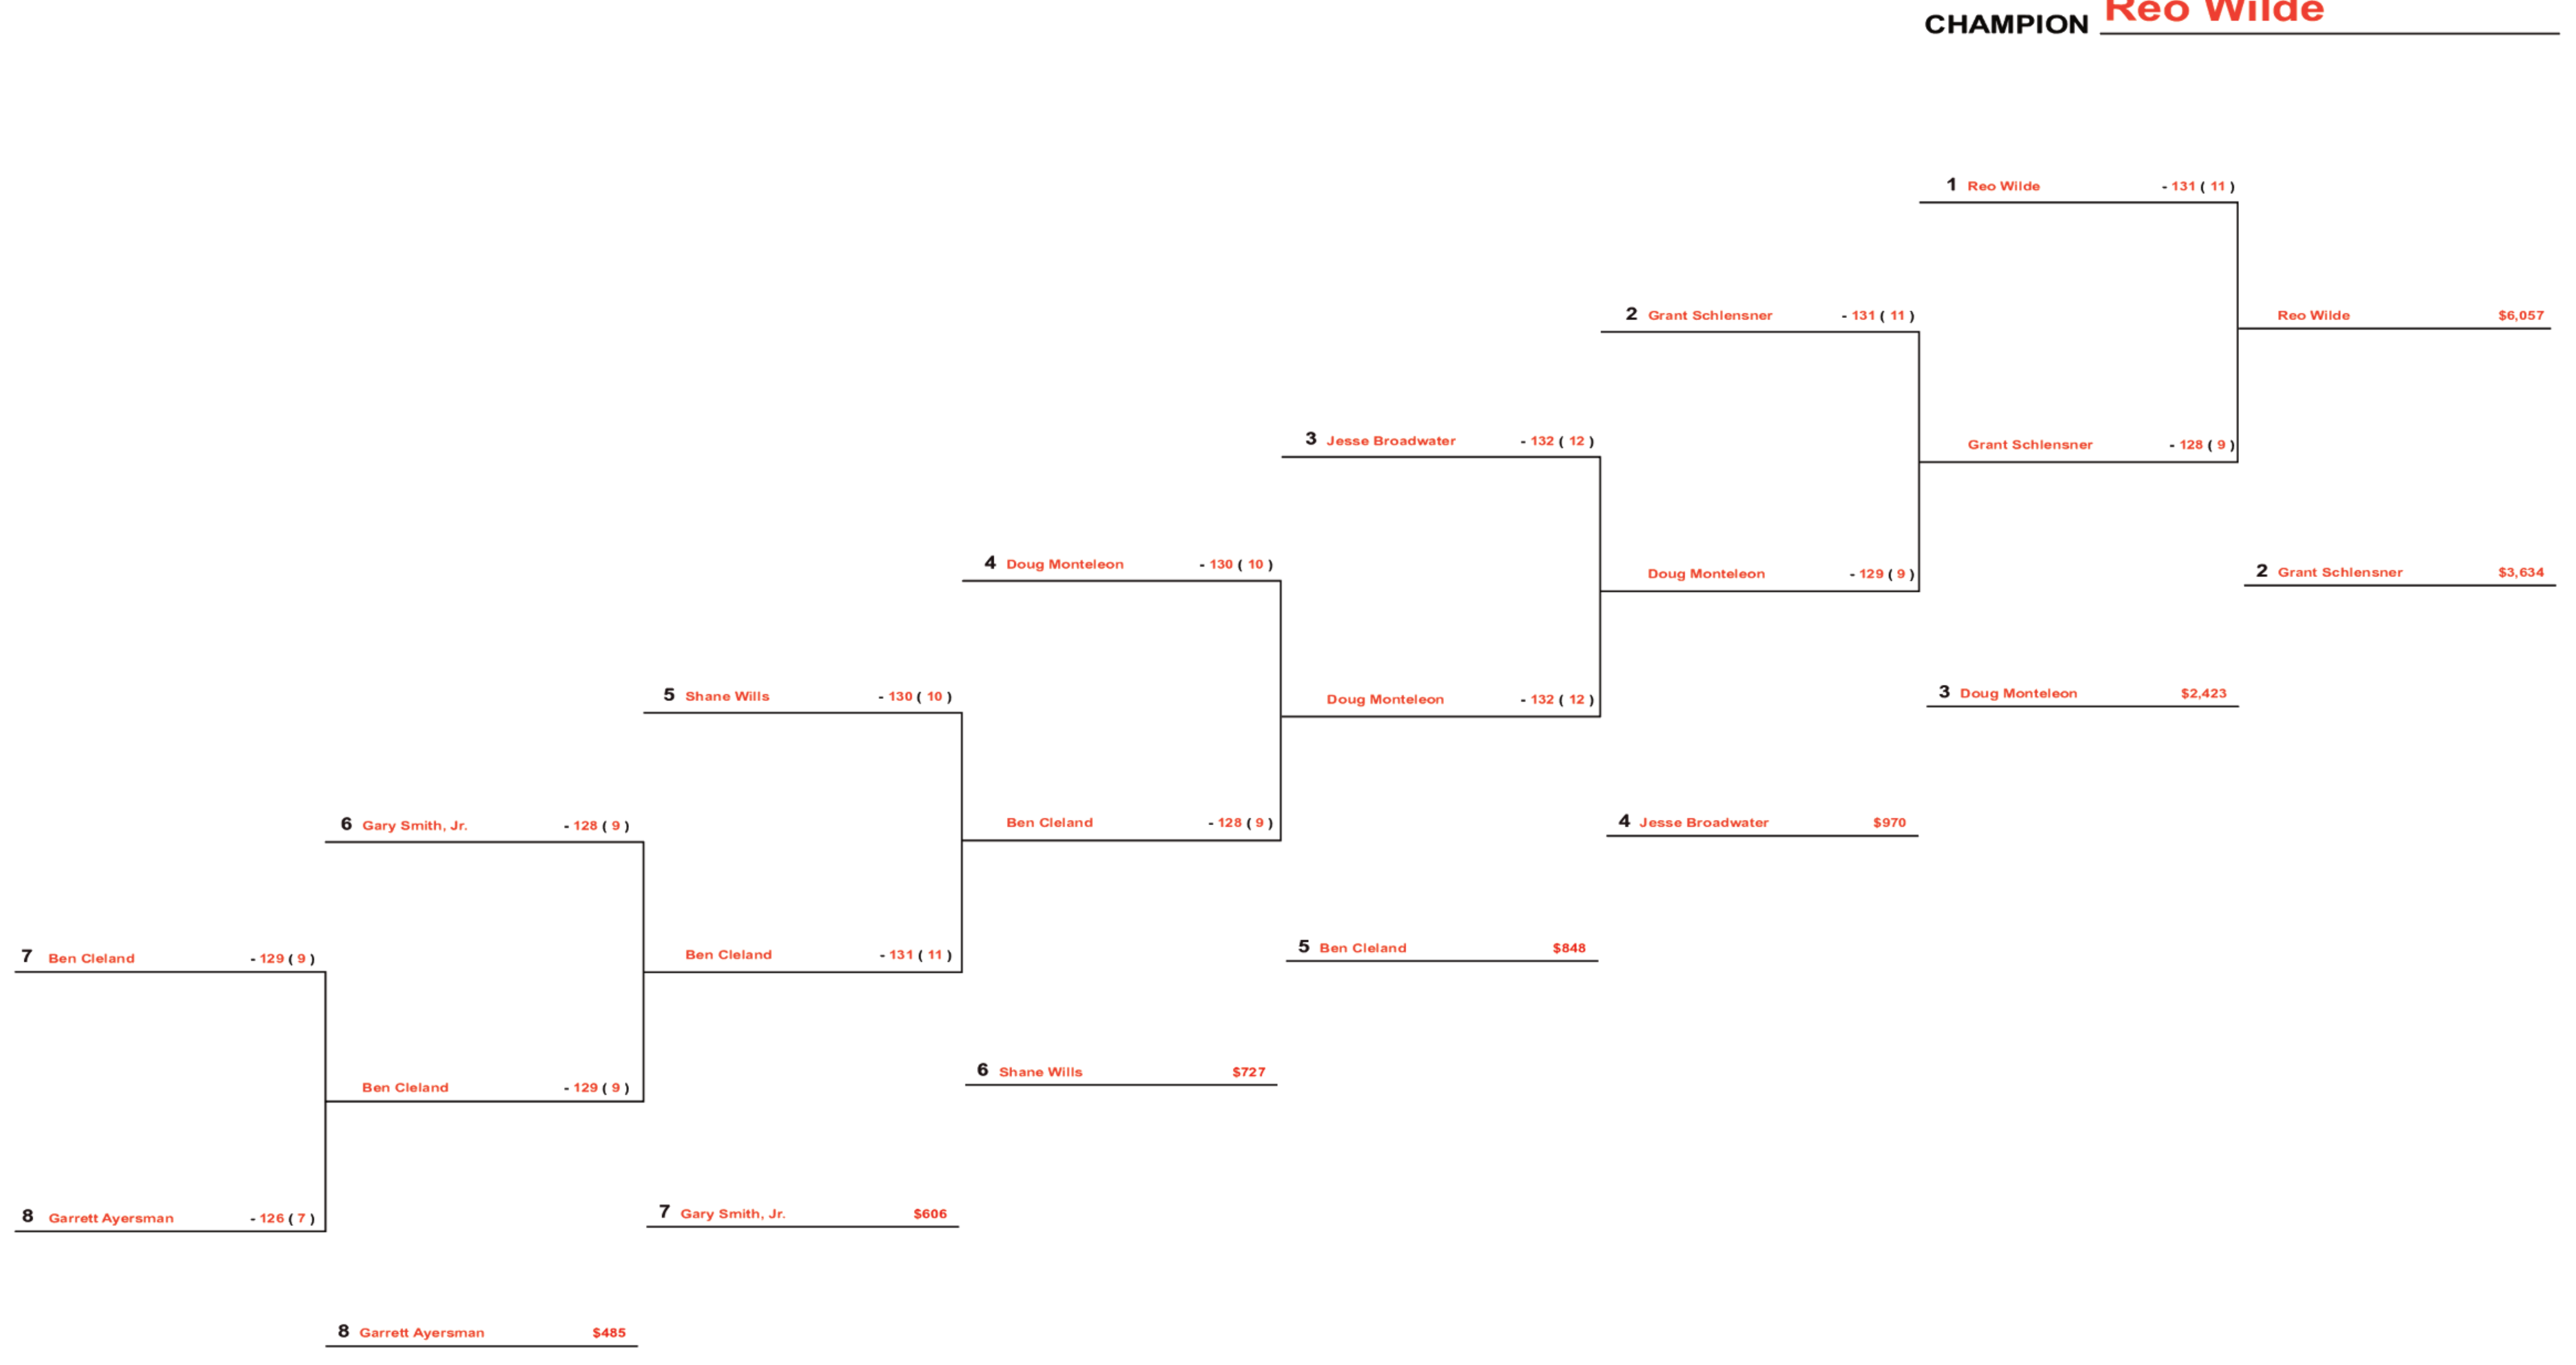 CHAMPION Reo Wilde
1 Reo Wilde - 131 ( 11 )
2 Grant Schlensner - 131 ( 11 )
Reo Wilde $6,057
3 Jesse Broadwater - 132 ( 12 )
Grant Schlensner - 128 ( 9 )
4 Doug Monteleon - 130 ( 10 )
Doug Monteleon - 129 ( 9 )
2 Grant Schlensner $3,634
5 Shane Wills - 130 ( 10 )
Doug Monteleon - 132 ( 12 )
3 Doug Monteleon $2,423
6 Gary Smith, Jr. - 128 ( 9 )
Ben Cleland - 128 ( 9 )
4 Jesse Broadwater $970
7 Ben Cleland - 129 ( 9 )
Ben Cleland - 131 ( 11 )
5 Ben Cleland $848
Ben Cleland - 129 ( 9 )
6 Shane Wills $727
8 Garrett Ayersman - 126 ( 7 )
7 Gary Smith, Jr. $606
8 Garrett Ayersman $485